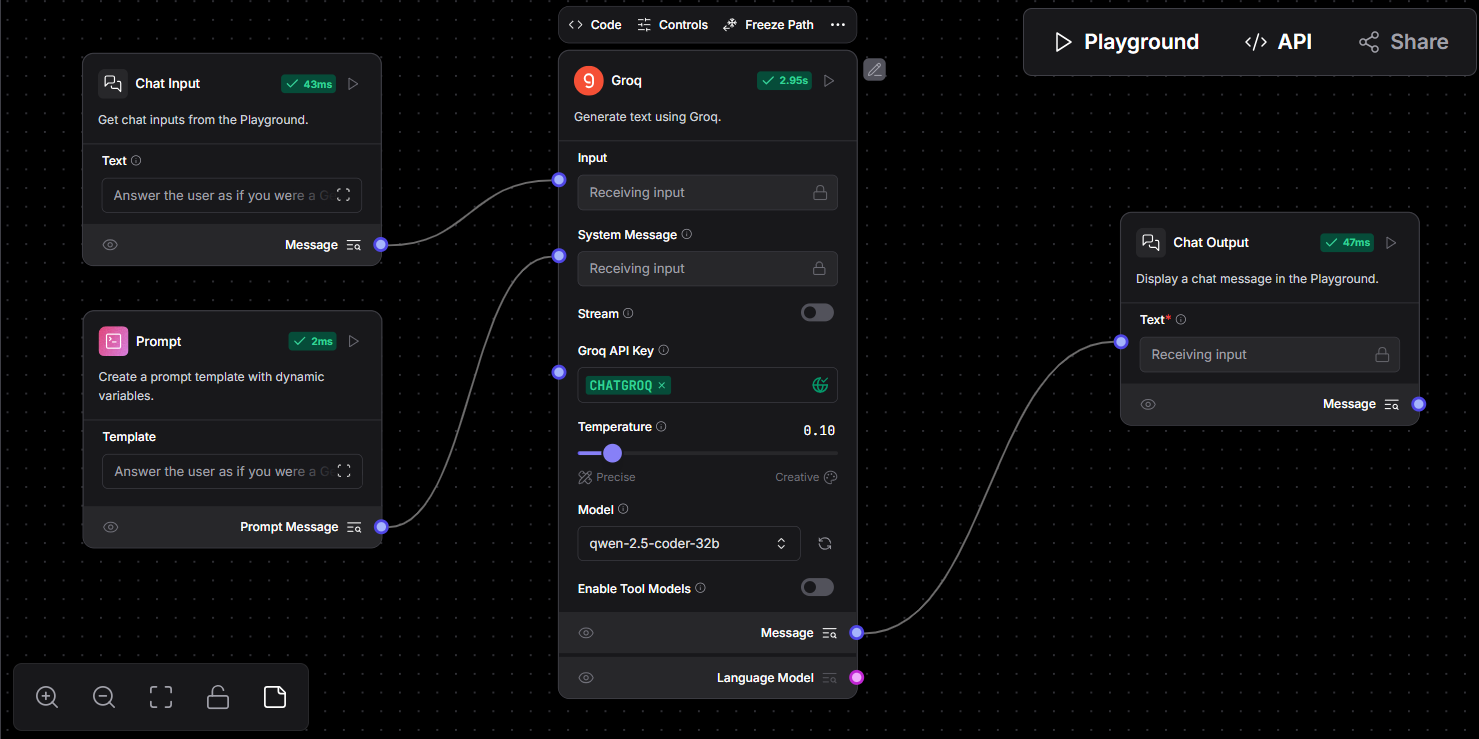 Code
Controls
Freeze Path
Playground
API
Share
Chat Input
43ms
Get chat inputs from the Playground.
Text
Answer the user as if you were a
Message
Prompt
2ms
Create a prompt template with dynamic
variables.
Template
Answer the user as if you were a
Prompt Message
Groq
2.95s
Generate text using Groq.
Input
Receiving input
System Message
Receiving input
Stream
Groq API Key
CHATGROQ ×
Temperature
0.10
Precise
Creative
Model
qwen-2.5-coder-32b
Enable Tool Models
Message
Language Model
Chat Output
47ms
Display a chat message in the Playground.
Text*
Receiving input
Message